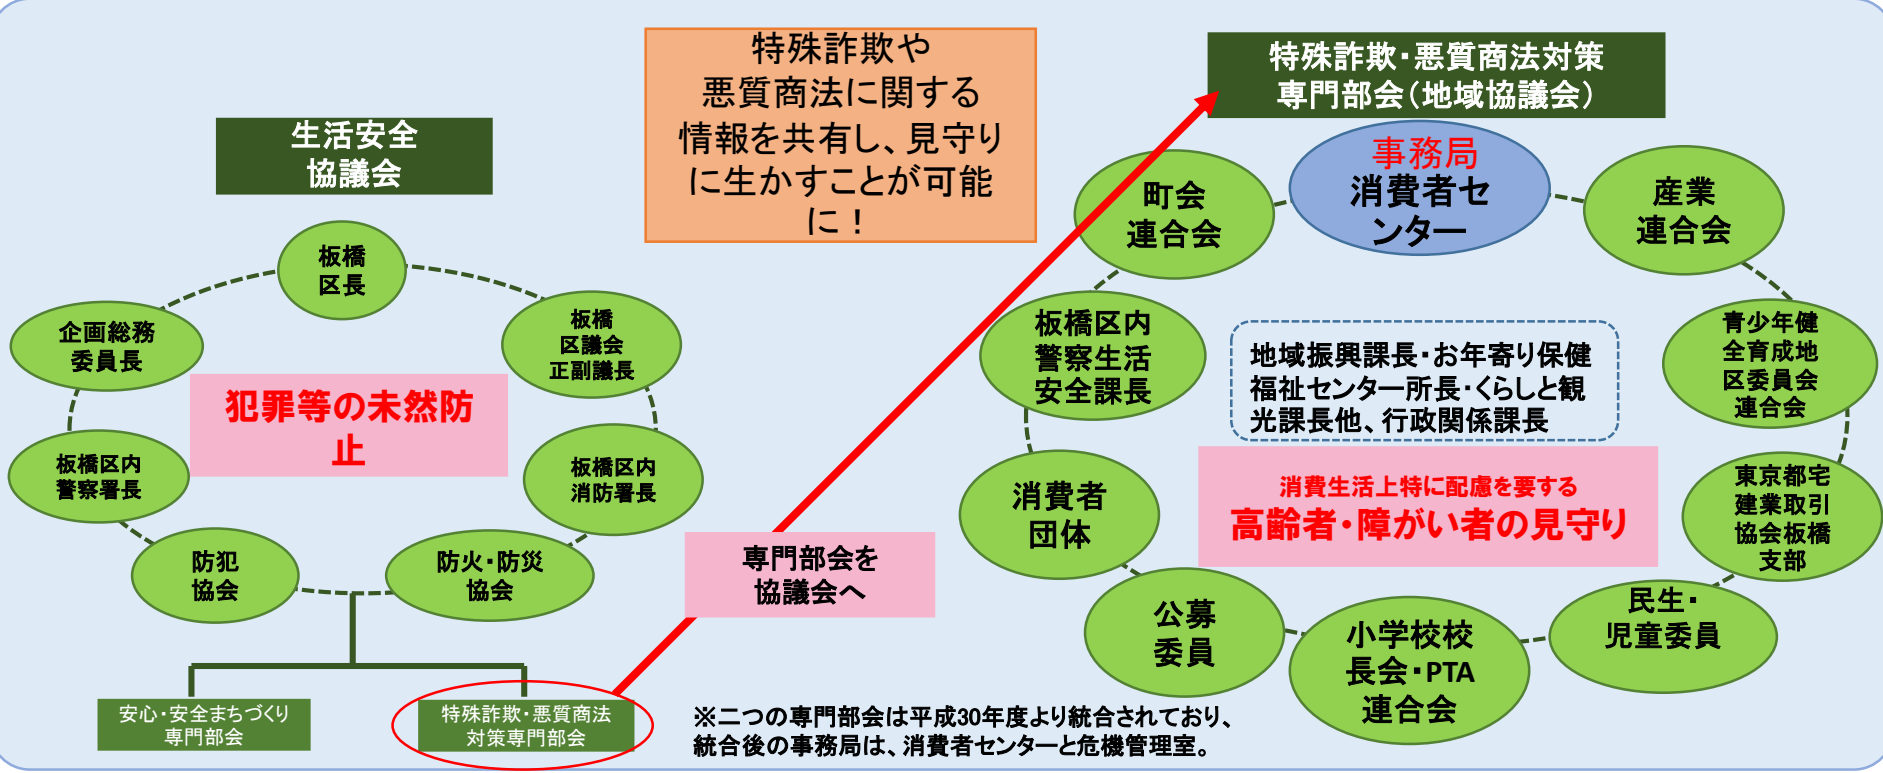 特殊詐欺や
悪質商法に関する
情報を共有し、見守り
に生かすことが可能
に！
特殊詐欺・悪質商法対策
専門部会（地域協議会）
生活安全
協議会
板橋
区長
企画総務
委員長
板橋
区議会
正副議長
犯罪等の未然防
止
板橋区内
警察署長
板橋区内
消防署長
防犯
協会
防火・防災
協会
安心・安全まちづくり
専門部会
特殊詐欺・悪質商法
対策専門部会
専門部会を
協議会へ
事務局
消費者セ
ンター
町会
連合会
産業
連合会
板橋区内
警察生活
安全課長
青少年健
全育成地
区委員会
連合会
地域振興課長・お年寄り保健
福祉センター所長・くらしと観
光課長他、行政関係課長
消費生活上特に配慮を要する
高齢者・障がい者の見守り
消費者
団体
東京都宅
建業取引
協会板橋
支部
公募
委員
小学校校
長会・PTA
連合会
民生・
児童委員
※二つの専門部会は平成30年度より統合されており、
統合後の事務局は、消費者センターと危機管理室。